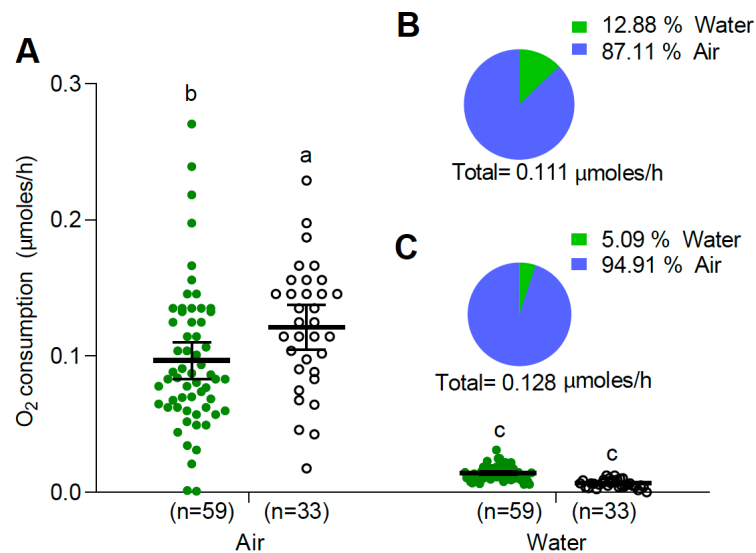 A
O2 consumption (μmoles/h)
0.3
0.2
0.1
0.0
b
a
c
c
(n=59)
(n=33)
(n=59)
(n=33)
Air
Water
B
12.88 % Water
87.11 % Air
Total= 0.111 μmoles/h
C
5.09 % Water
94.91 % Air
Total= 0.128 μmoles/h